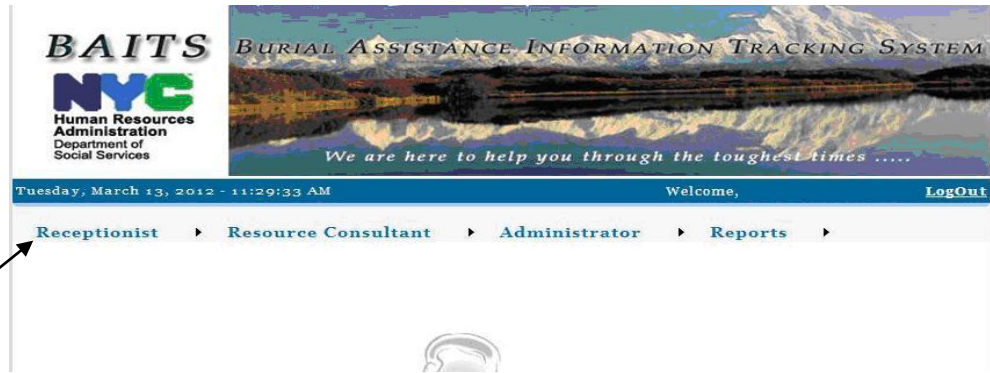 BAITS
BURIAL ASSISTANCE INFORMATION TRACKING SYSTEM
NYC
Human Resources
Administration
Department of
Social Services
We are here to help you through the toughest times .....
Tuesday, March 13, 2012 - 11:29:33 AM Welcome, LogOut
Receptionist Resource Consultant Administrator Reports